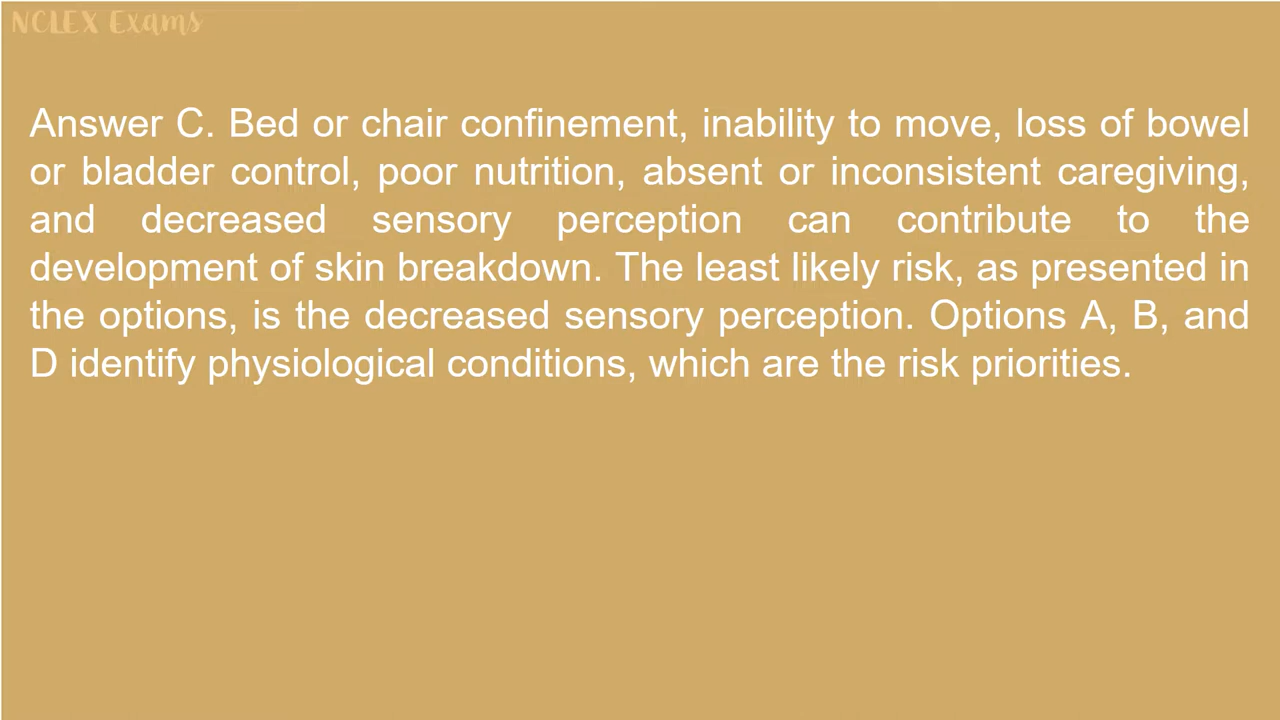 NCLEX Exams
Answer C. Bed or chair confinement, inability to move, loss of bowel
or bladder control, poor nutrition, absent or inconsistent caregiving,
and decreased sensory perception can contribute to the
development of skin breakdown. The least likely risk, as presented in
the options, is the decreased sensory perception. Options A, B, and
D identify physiological conditions, which are the risk priorities.